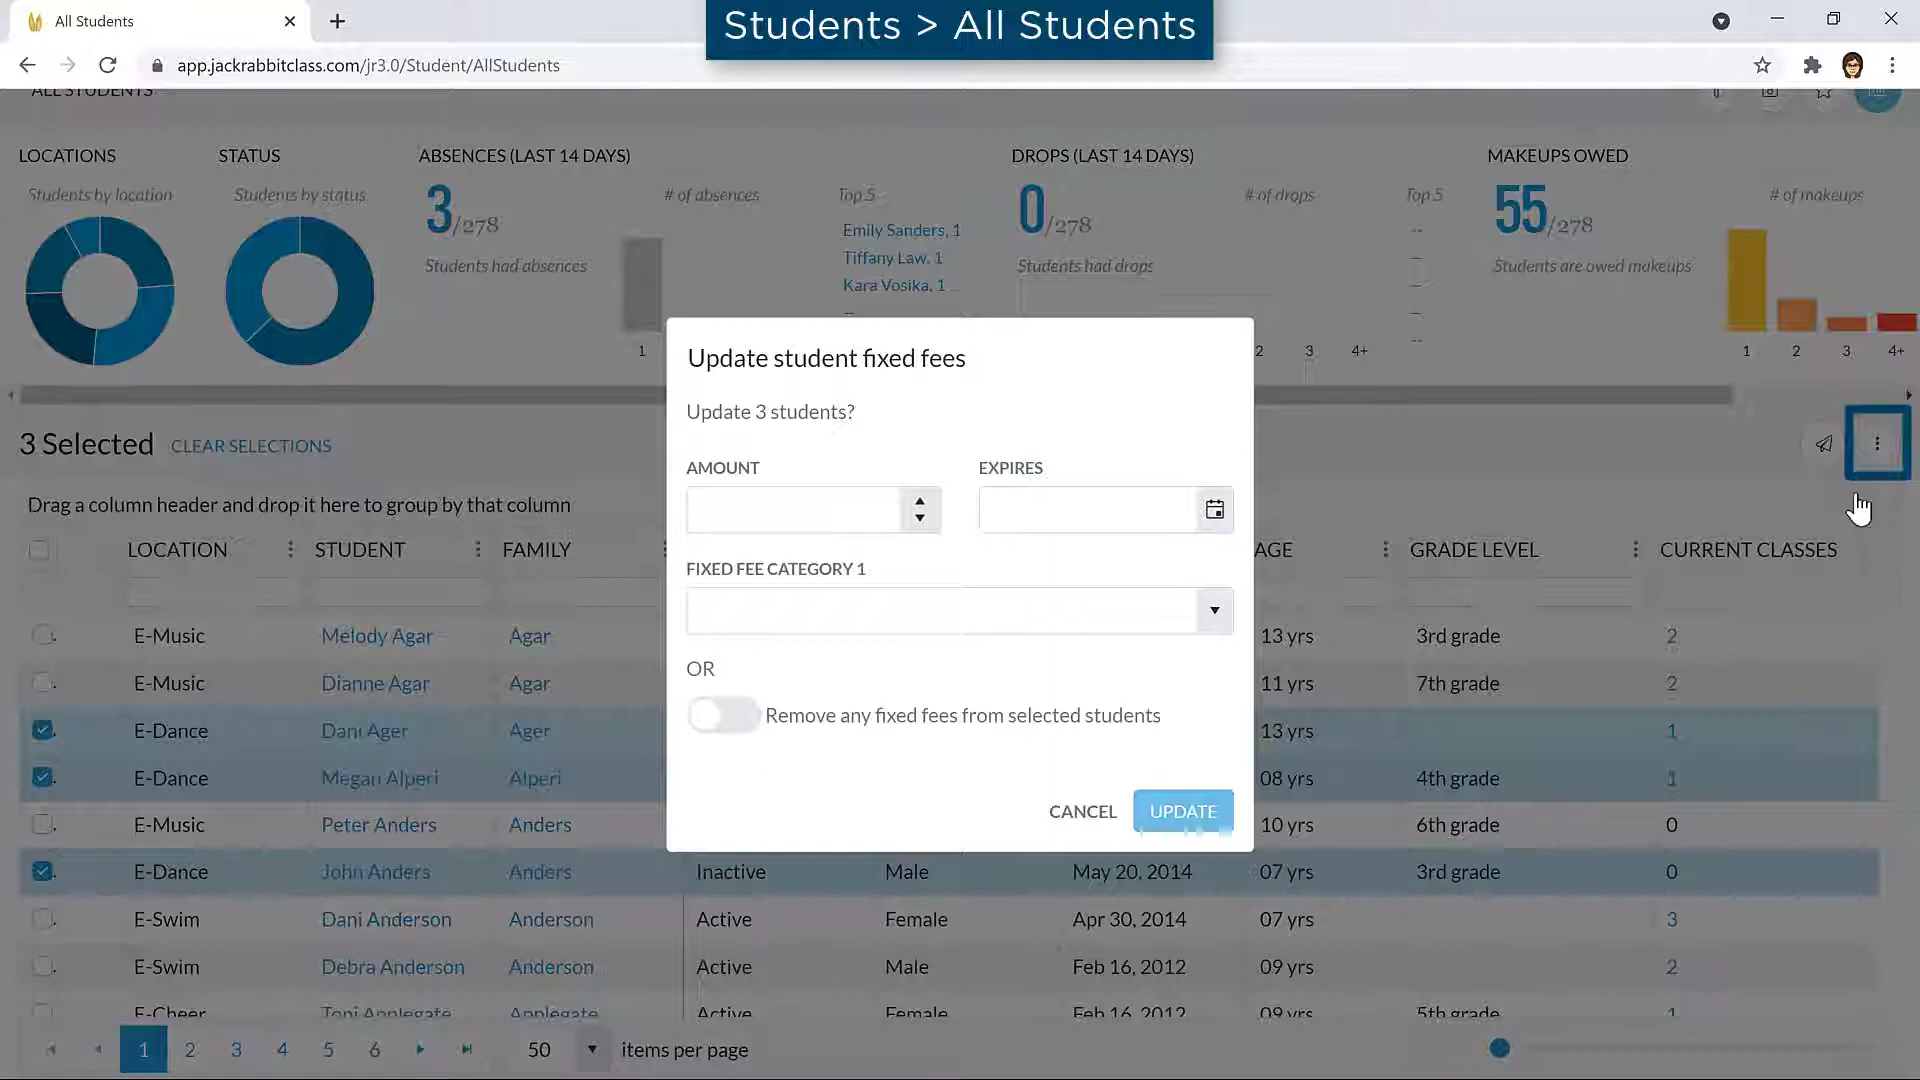 All Students
Students > All Students
app.jackrabbitclass.com/jr3.0/Student/AllStudents
ALL STUDENTS
LOCATIONS
Students by location
STATUS
Students by status
ABSENCES (LAST 14 DAYS)
3/278
Students had absences
# of absences
1
Top 5
Emily Sanders, 1
Tiffany Law, 1
Kara Vosika, 1
DROPS (LAST 14 DAYS)
0/278
Students had drops
# of drops
2 3 4+
Top 5
--
--
MAKEUPS OWED
55/278
Students are owed makeups
# of makeups
1 2 3 4+
Update student fixed fees
Update 3 students?
AMOUNT
EXPIRES
FIXED FEE CATEGORY 1
OR
Remove any fixed fees from selected students
CANCEL
UPDATE
3 Selected
CLEAR SELECTIONS
Drag a column header and drop it here to group by that column
LOCATION STUDENT FAMILY AGE GRADE LEVEL CURRENT CLASSES
E-Music Melody Agar Agar 13 yrs 3rd grade 2
E-Music Dianne Agar Agar 11 yrs 7th grade 2
E-Dance Dani Ager Ager 13 yrs 1
E-Dance Megan Alperi Alperi 08 yrs 4th grade 1
E-Music Peter Anders Anders 10 yrs 6th grade 0
E-Dance John Anders Anders Inactive Male May 20, 2014 07 yrs 3rd grade 0
E-Swim Dani Anderson Anderson Active Female Apr 30, 2014 07 yrs 3
E-Swim Debra Anderson Anderson Active Male Feb 16, 2012 09 yrs 2
E-Cheer Toni Applegate Applegate Active Female Feb 16, 2012 09 yrs 5th grade 1
1 2 3 4 5 6 50 items per page